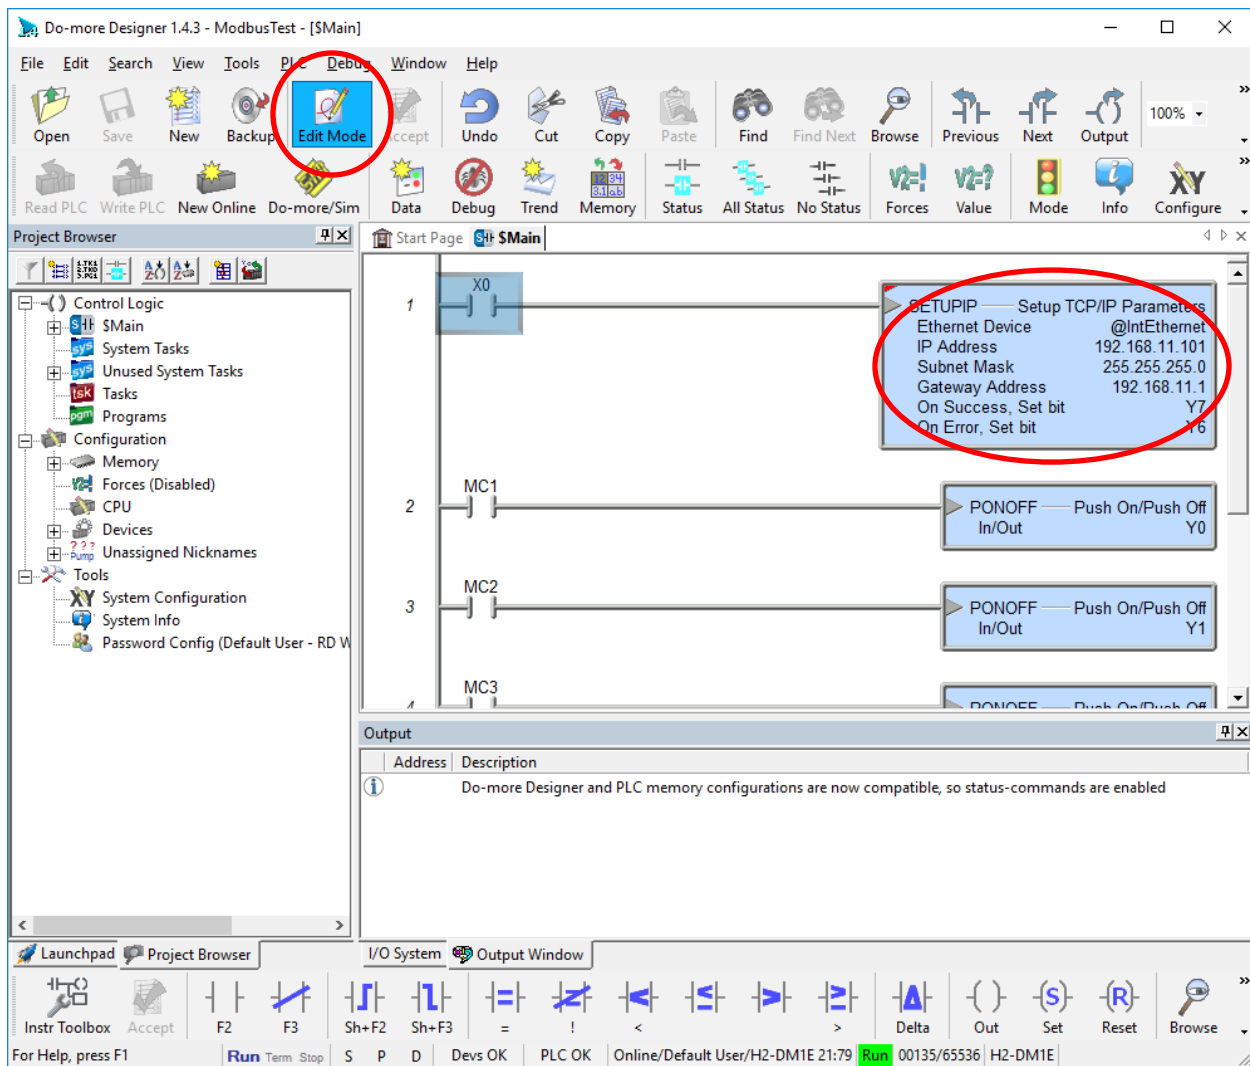 Do-more Designer 1.4.3 - ModbusTest - [$Main]
File Edit Search View Tools PLC Debug Window Help
Open Save New Backup Edit Mode Accept Undo Cut Copy Paste Find Find Next Browse Previous Next Output 100%
Read PLC Write PLC New Online Do-more/Sim Data Debug Trend Memory Status All Status No Status Forces Value Mode Info Configure
Project Browser
Start Page $Main
Control Logic
$Main
System Tasks
Unused System Tasks
Tasks
Programs
Configuration
Memory
Forces (Disabled)
CPU
Devices
Unassigned Nicknames
Tools
System Configuration
System Info
Password Config (Default User - RD W
X0
1
SETUPIP Setup TCP/IP Parameters
Ethernet Device @IntEthernet
IP Address 192.168.11.101
Subnet Mask 255.255.255.0
Gateway Address 192.168.11.1
On Success, Set bit Y7
On Error, Set bit Y6
MC1
2
PONOFF Push On/Push Off
In/Out Y0
MC2
3
PONOFF Push On/Push Off
In/Out Y1
MC3
4
PONOFF Push On/Push Off
Output
Address Description
Do-more Designer and PLC memory configurations are now compatible, so status-commands are enabled
Launchpad Project Browser I/O System Output Window
Instr Toolbox Accept F2 F3 Sh+F2 Sh+F3 = ! < > Delta Out Set Reset Browse
For Help, press F1 Run Term Stop S P D Devs OK PLC OK Online/Default User/H2-DM1E 21:79 Run 00135/65536 H2-DM1E